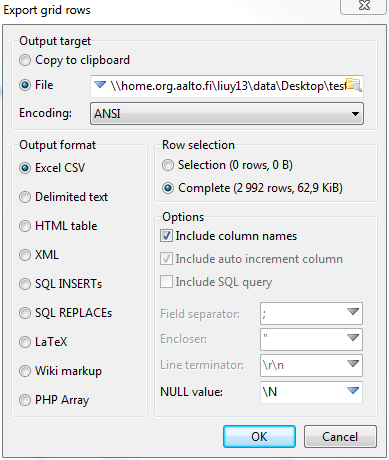 Export grid rows
Output target
Copy to clipboard
File
\\home.org.aalto.fi\liuy13\data\Desktop\test
Encoding:
ANSI
Output format
Excel CSV
Delimited text
HTML table
XML
SQL INSERTs
SQL REPLACEs
LaTeX
Wiki markup
PHP Array
Row selection
Selection (0 rows, 0 B)
Complete (2 992 rows, 62,9 KiB)
Options
Include column names
Include auto increment column
Include SQL query
Field separator: ;
Encloser: "
Line terminator: \r\n
NULL value: \N
OK
Cancel